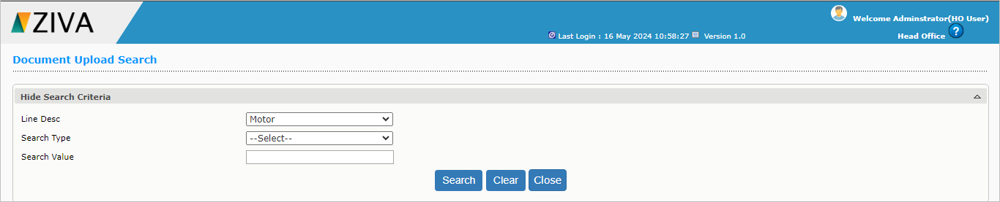 ZIVA
Welcome Adminstrator(HO User)
Last Login : 16 May 2024 10:58:27 Version 1.0
Head Office ?
Document Upload Search
Hide Search Criteria
Line Desc Motor
Search Type --Select--
Search Value
Search Clear Close